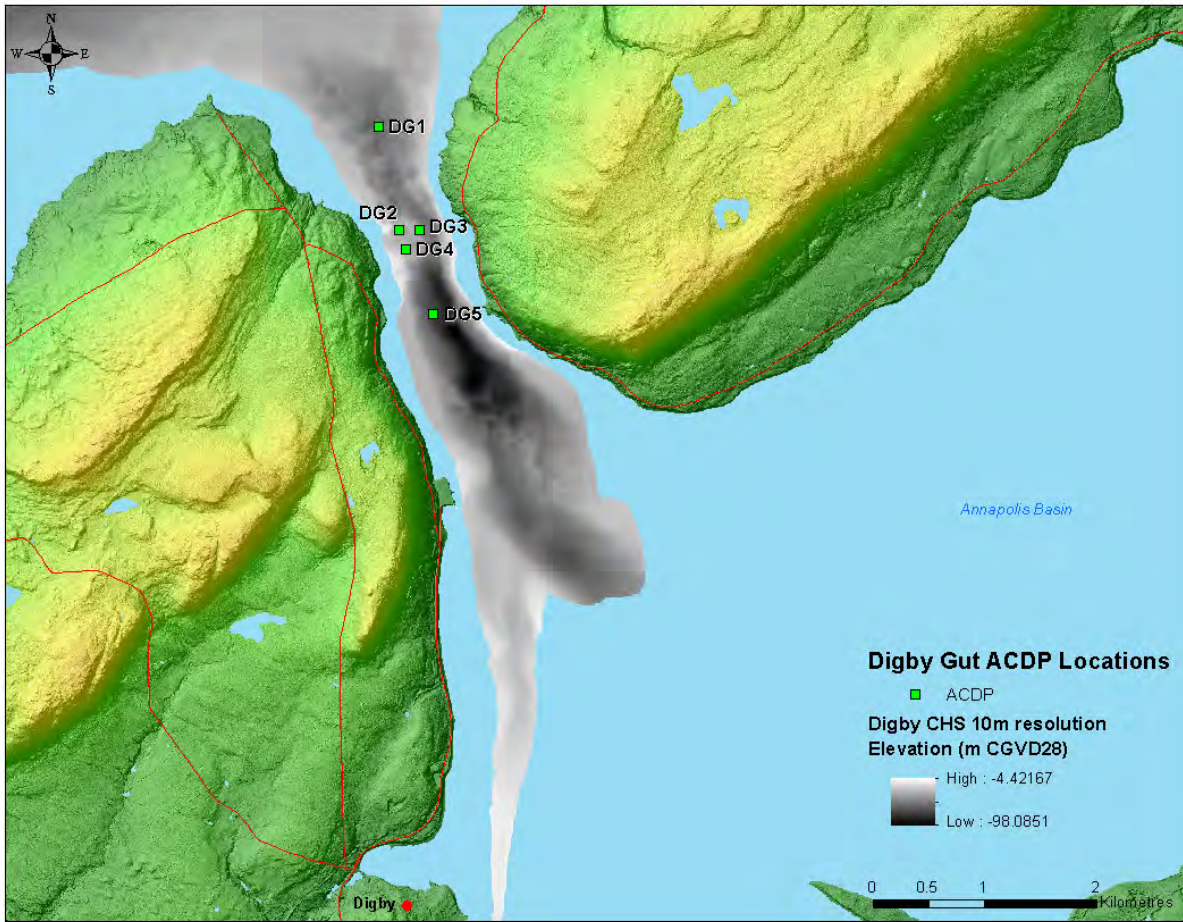 N
W E
S
DG1
DG2 DG3
DG4
DG5
Annapolis Basin
Digby Gut ACDP Locations
ACDP
Digby CHS 10m resolution
Elevation (m CGVD28)
High : -4.42167
Low : -98.0851
0 0.5 1 2
Kilometres
Digby